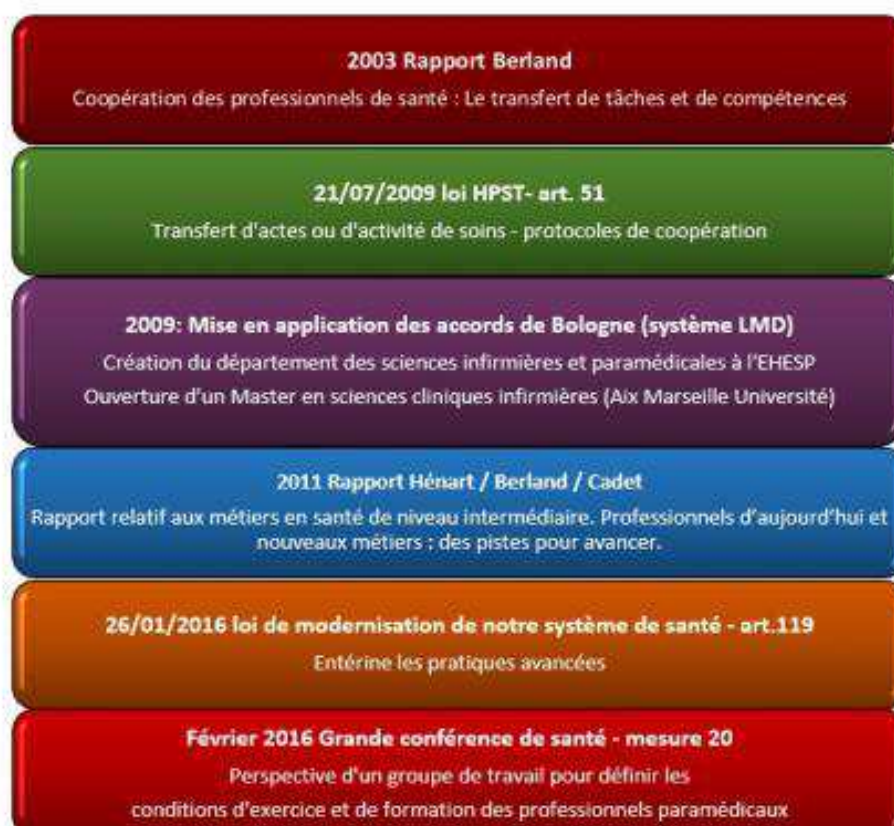 2003 Rapport Berland
Coopération des professionnels de santé : Le transfert de tâches et de compétences
21/07/2009 loi HPST- art. 51
Transfert d'actes ou d'activité de soins - protocoles de coopération
2009: Mise en application des accords de Bologne (système LMD)
Création du département des sciences infirmières et paramédicales à l'EHESP
Ouverture d'un Master en sciences cliniques infirmières (Aix Marseille Université)
2011 Rapport Hénart / Berland / Cadet
Rapport relatif aux métiers en santé de niveau intermédiaire. Professionnels d'aujourd'hui et
nouveaux métiers : des pistes pour avancer.
26/01/2016 loi de modernisation de notre système de santé - art.119
Entérine les pratiques avancées
Février 2016 Grande conférence de santé - mesure 20
Perspective d'un groupe de travail pour définir les
conditions d'exercice et de formation des professionnels paramédicaux